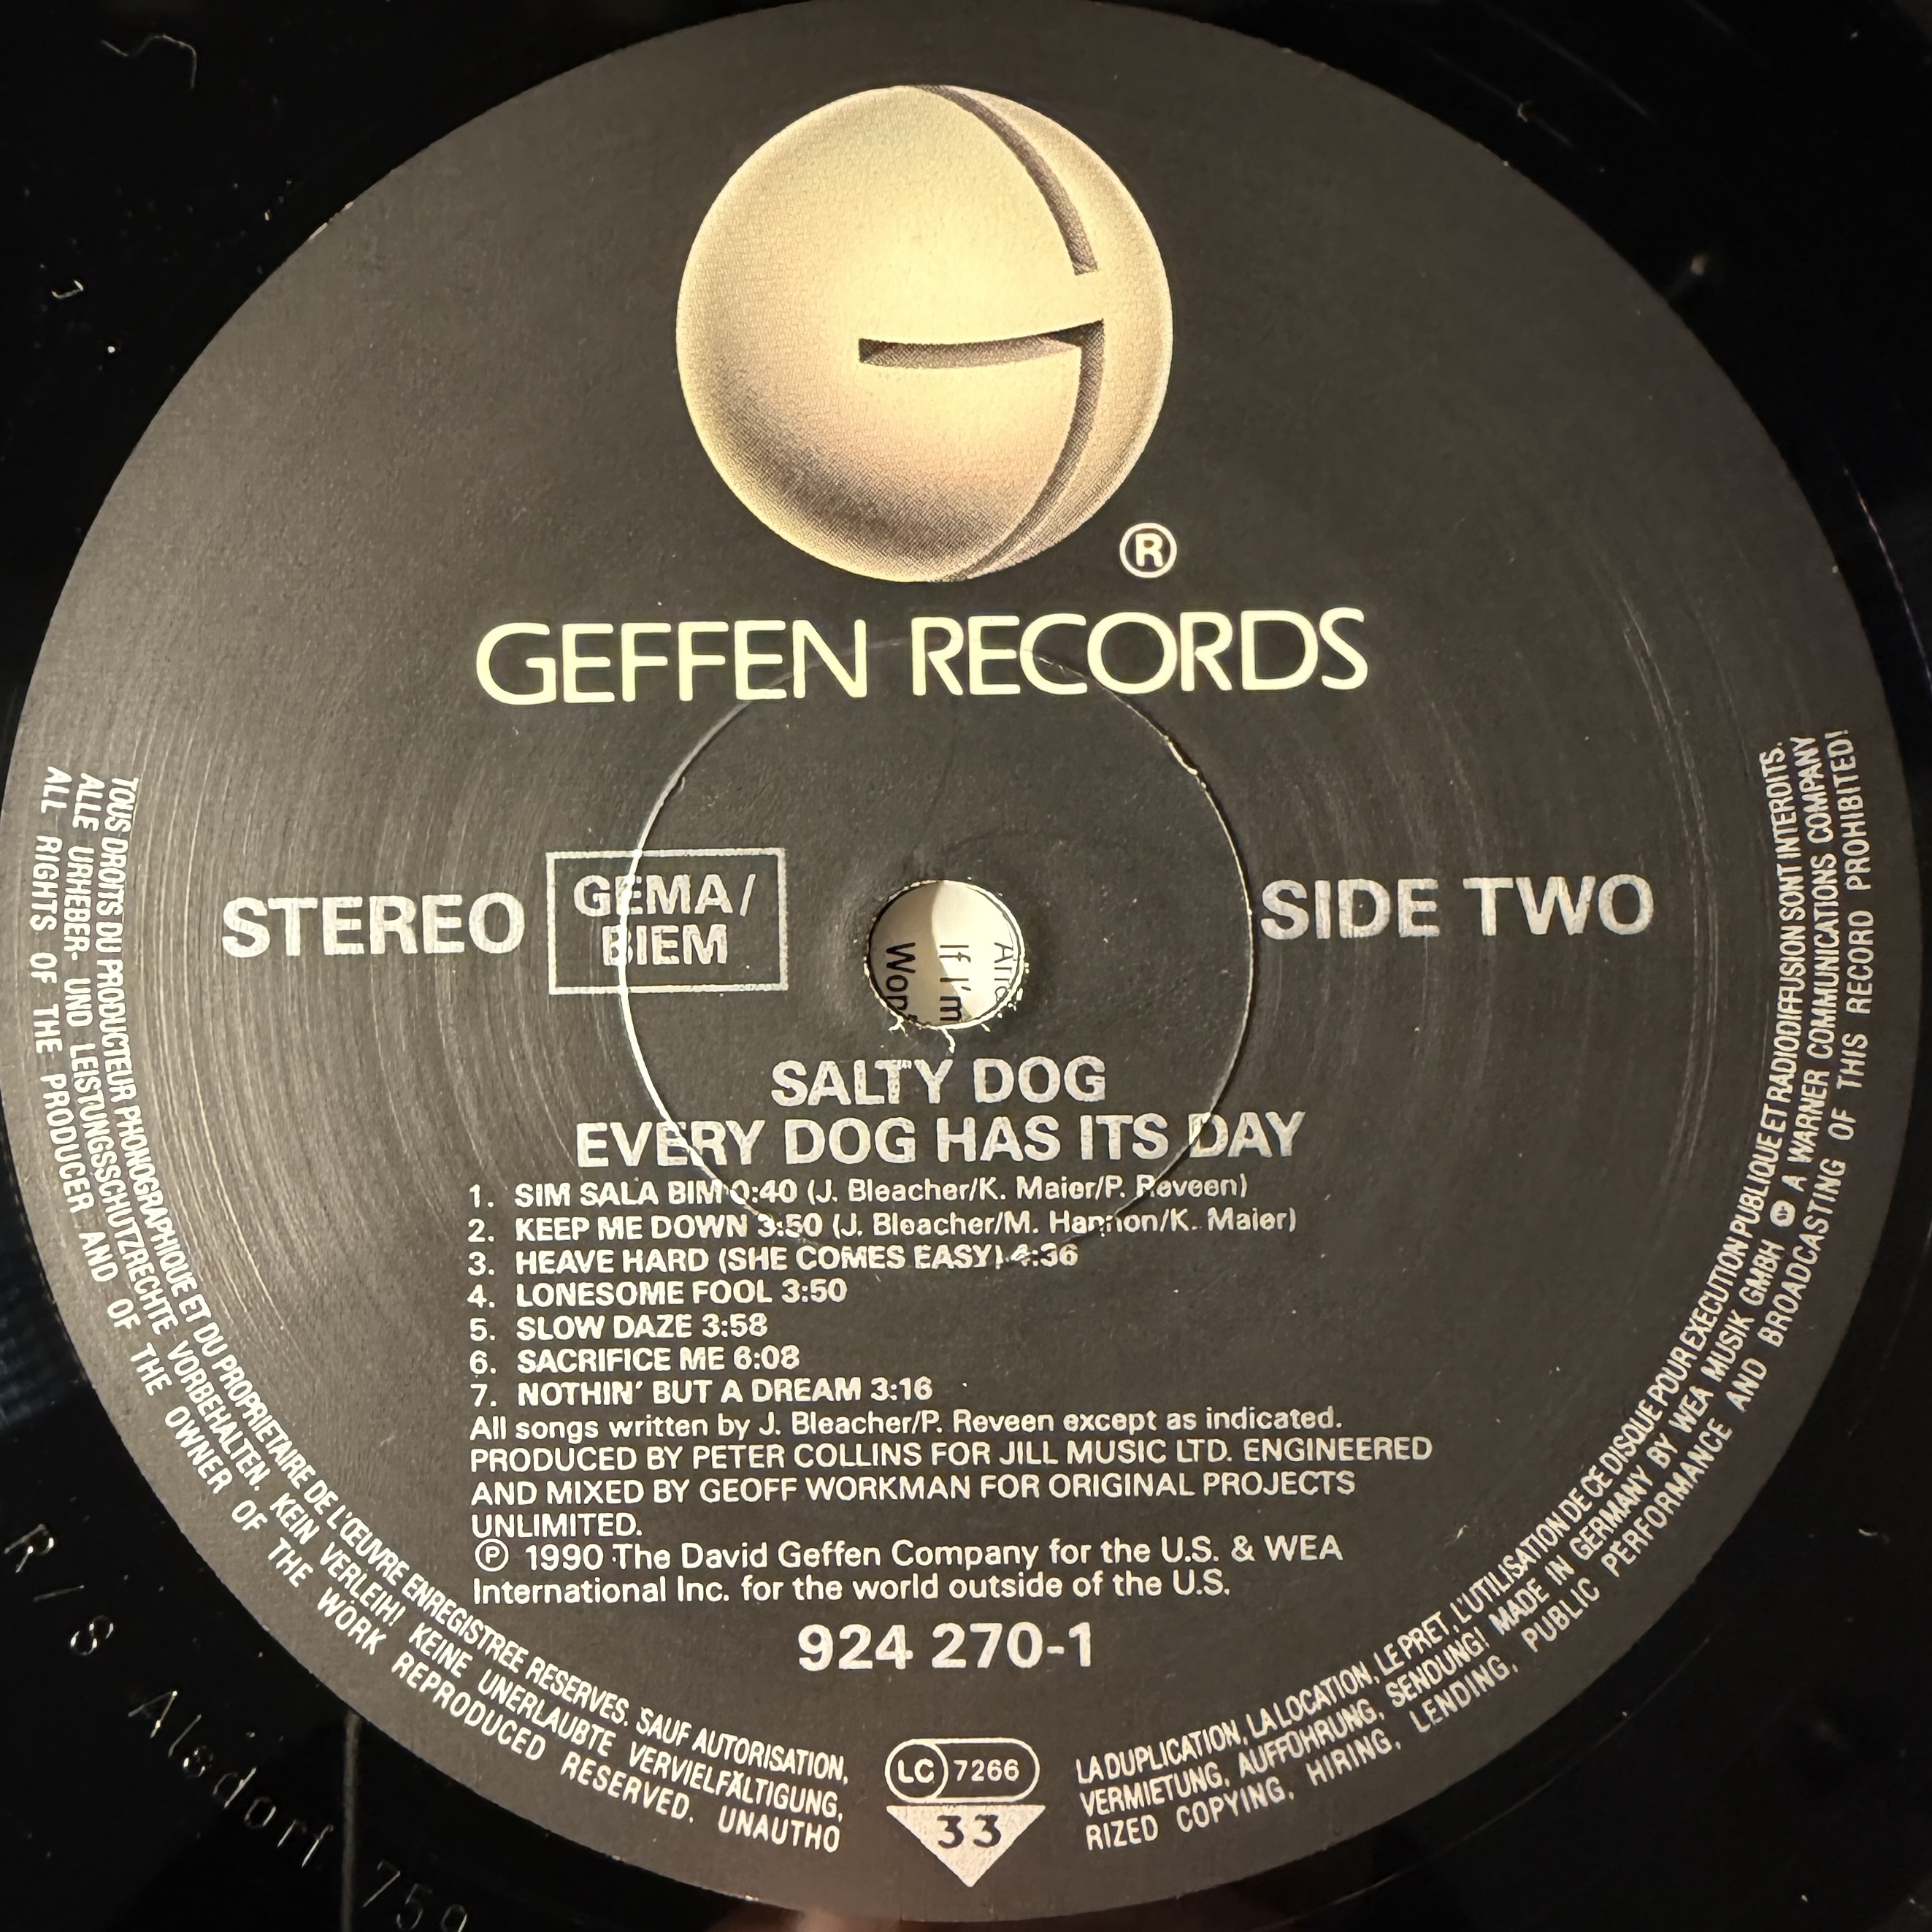 ®
GEFFEN RECORDS
STEREO
GEMA/
BIEM
SIDE TWO
If I'm
SALTY DOG
EVERY DOG HAS ITS DAY
1. SIM SALA BIM 0:40 (J. Bleacher/K. Maier/P. Reveen)
2. KEEP ME DOWN 3:50 (J. Bleacher/M. Hannon/K. Maier)
3. HEAVE HARD (SHE COMES EASY) 4:36
4. LONESOME FOOL 3:50
5. SLOW DAZE 3:58
6. SACRIFICE ME 6:08
7. NOTHIN' BUT A DREAM 3:16
All songs written by J. Bleacher/P. Reveen except as indicated.
PRODUCED BY PETER COLLINS FOR JILL MUSIC LTD. ENGINEERED
AND MIXED BY GEOFF WORKMAN FOR ORIGINAL PROJECTS
UNLIMITED.
℗ 1990 The David Geffen Company for the U.S. & WEA
International Inc. for the world outside of the U.S.
924 270-1
LC 7266
33
TOUS DROITS DU PRODUCTEUR PHONOGRAPHIQUE ET DU PROPRIETAIRE DE L'ŒUVRE ENREGISTREE RESERVES. SAUF AUTORISATION, LA DUPLICATION, LA LOCATION, LE PRET, L'UTILISATION DE CE DISQUE POUR EXECUTION PUBLIQUE ET RADIODIFFUSION SONT INTERDITS.
ALLE URHEBER- UND LEISTUNGSSCHUTZRECHTE VORBEHALTEN. KEIN VERLEIH! KEINE UNERLAUBTE VERVIELFÄLTIGUNG, VERMIETUNG, AUFFÜHRUNG, SENDUNG! MADE IN GERMANY BY WEA MUSIK GMBH A WARNER COMMUNICATIONS COMPANY
ALL RIGHTS OF THE PRODUCER AND OF THE OWNER OF THE WORK REPRODUCED RESERVED. UNAUTHORIZED COPYING, HIRING, LENDING, PUBLIC PERFORMANCE AND BROADCASTING OF THIS RECORD PROHIBITED!
R/S Alsdorf 759